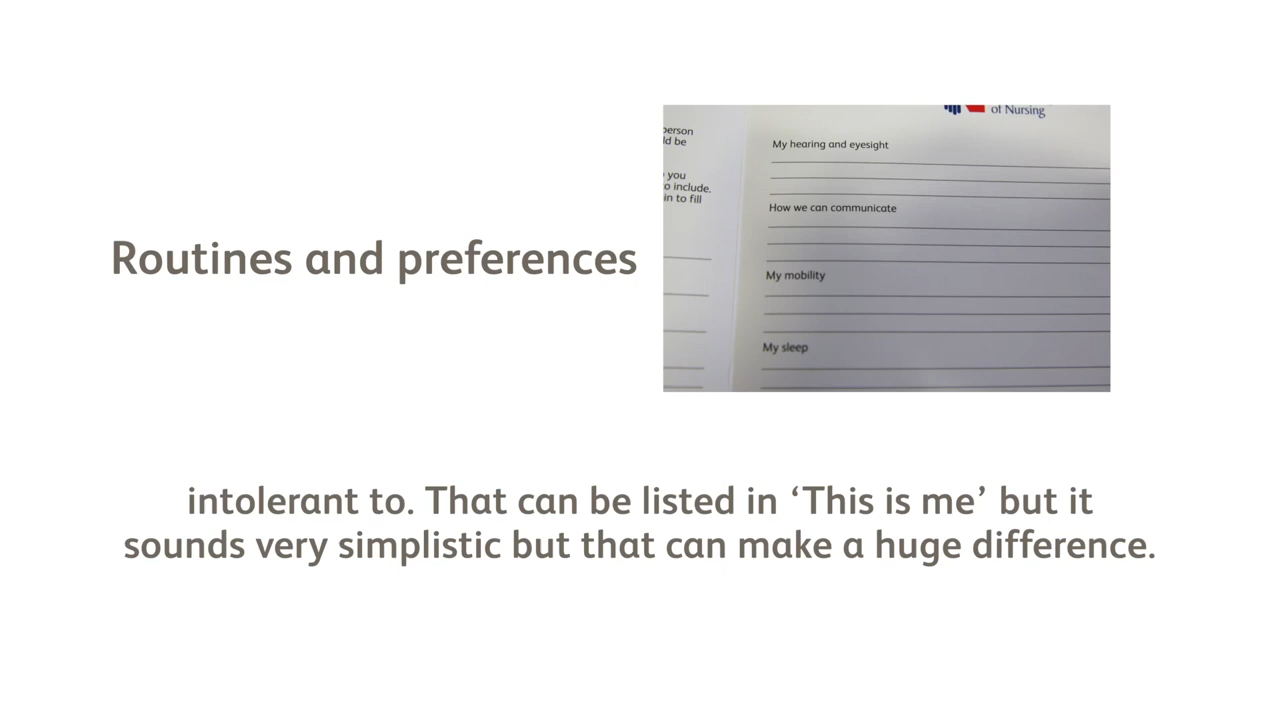 Routines and preferences
of Nursing
person
ld be
you
o include.
in to fill
My hearing and eyesight
How we can communicate
My mobility
My sleep
intolerant to. That can be listed in ‘This is me’ but it
sounds very simplistic but that can make a huge difference.